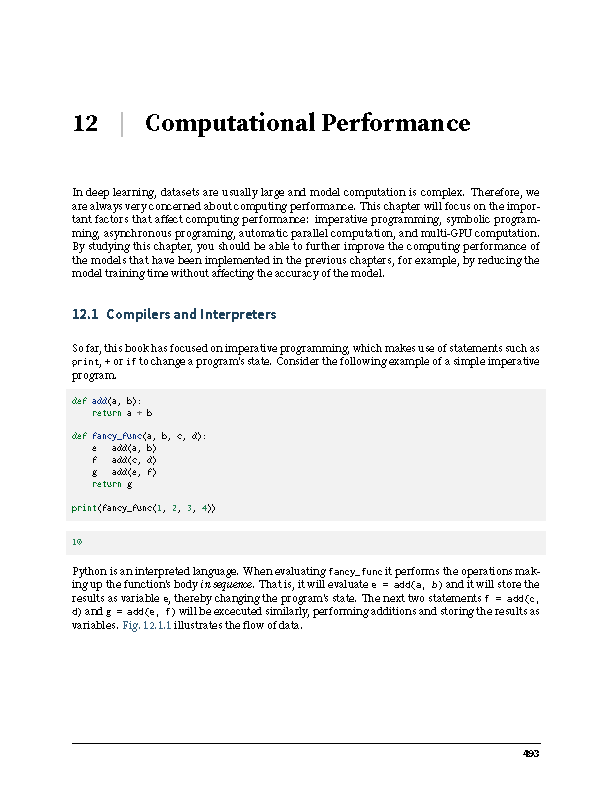 12 | Computational Performance
In deep learning, datasets are usually large and model computation is complex. Therefore, we
are always very concerned about computing performance. This chapter will focus on the impor-
tant factors that affect computing performance: imperative programming, symbolic program-
ming, asynchronous programing, automatic parallel computation, and multi-GPU computation.
By studying this chapter, you should be able to further improve the computing performance of
the models that have been implemented in the previous chapters, for example, by reducing the
model training time without affecting the accuracy of the model.
12.1 Compilers and Interpreters
So far, this book has focused on imperative programming, which makes use of statements such as
print, + or if to change a program's state. Consider the following example of a simple imperative
program.
def add(a, b):
    return a + b
def fancy_func(a, b, c, d):
    e   add(a, b)
    f   add(c, d)
    g   add(e, f)
    return g
print(fancy_func(1, 2, 3, 4))
10
Python is an interpreted language. When evaluating fancy_func it performs the operations mak-
ing up the function's body in sequence. That is, it will evaluate e = add(a, b) and it will store the
results as variable e, thereby changing the program's state. The next two statements f = add(c,
d) and g = add(e, f) will be excecuted similarly, performing additions and storing the results as
variables. Fig. 12.1.1 illustrates the flow of data.
493